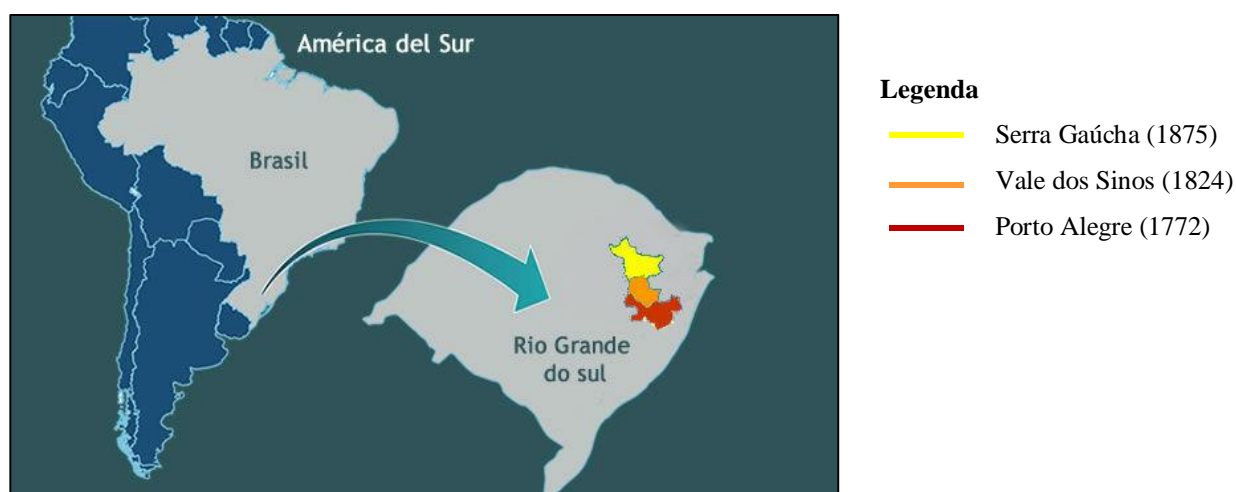 América del Sur
Brasil
Rio Grande
do sul
Legenda
Serra Gaúcha (1875)
Vale dos Sinos (1824)
Porto Alegre (1772)